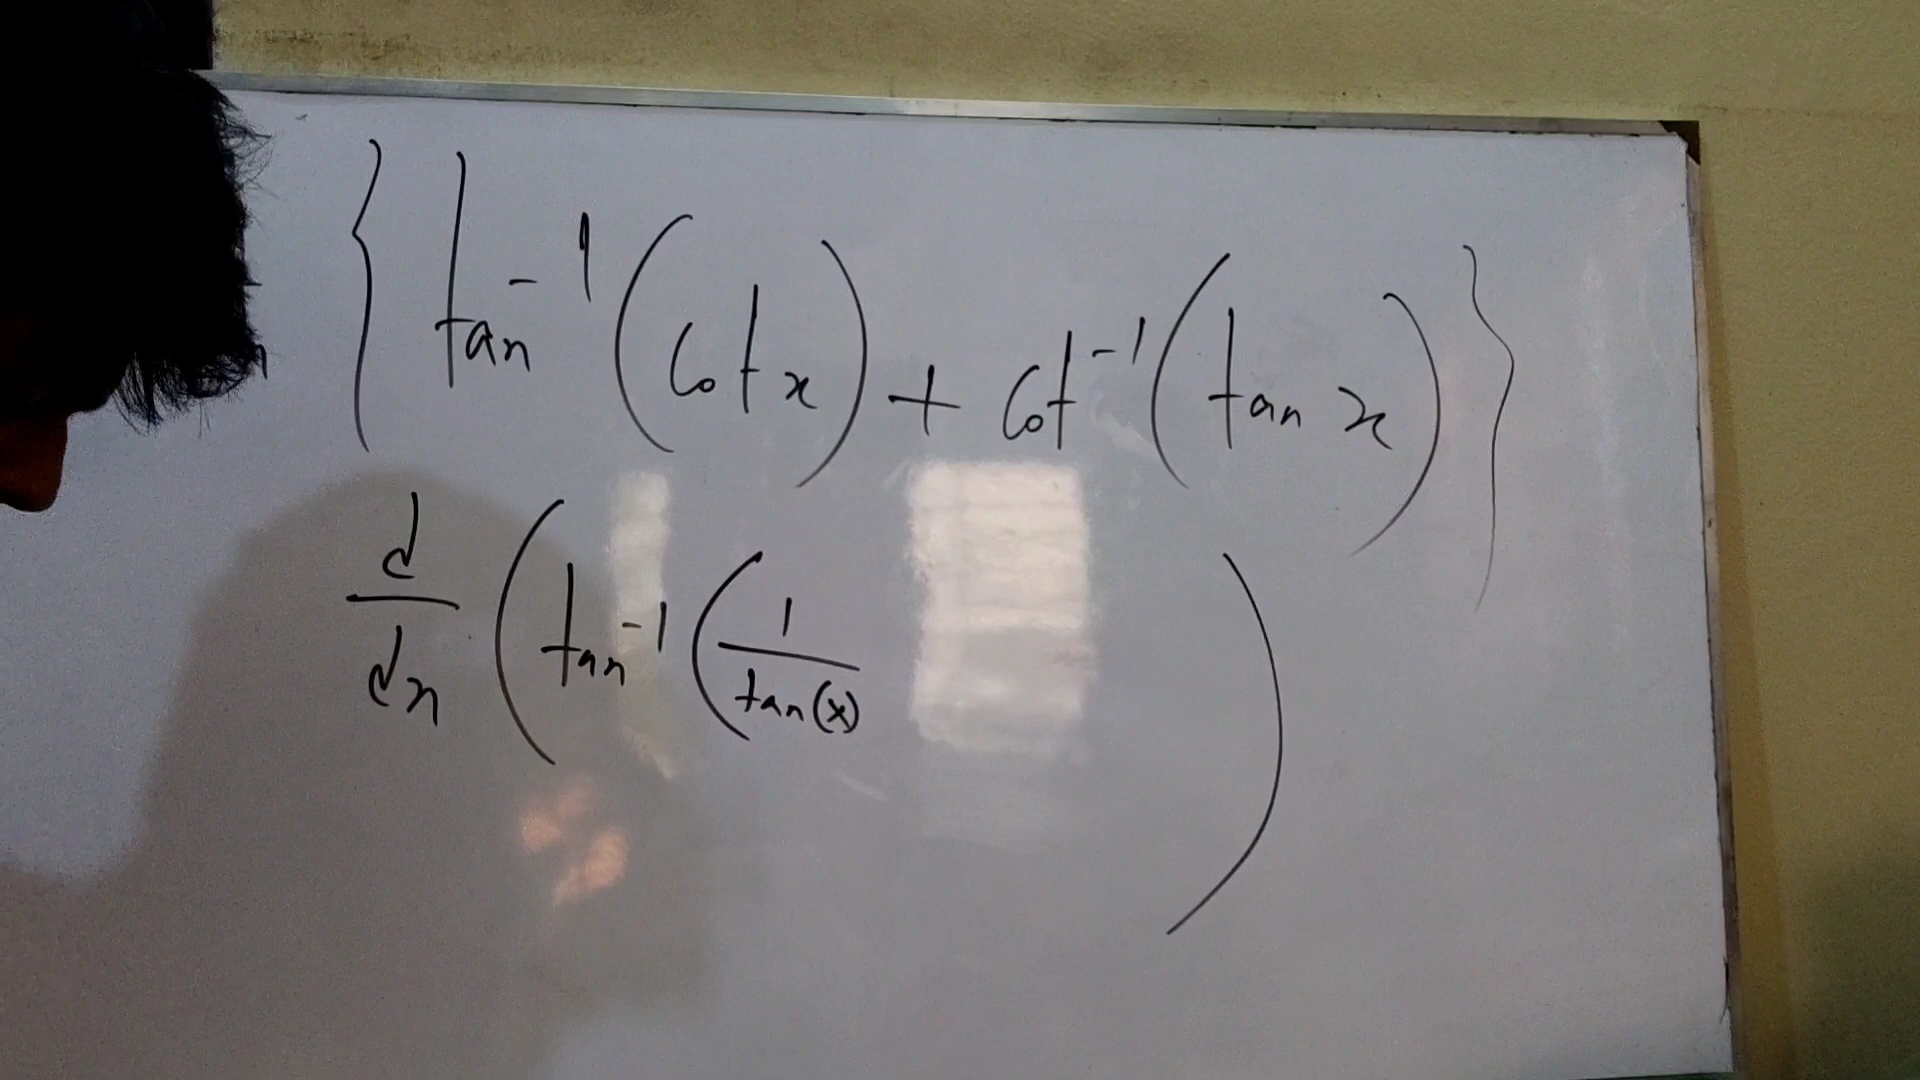 { tan⁻¹ (cot x) + cot⁻¹ (tan x) }
d/dx ( tan⁻¹ ( 1/tan(x) )